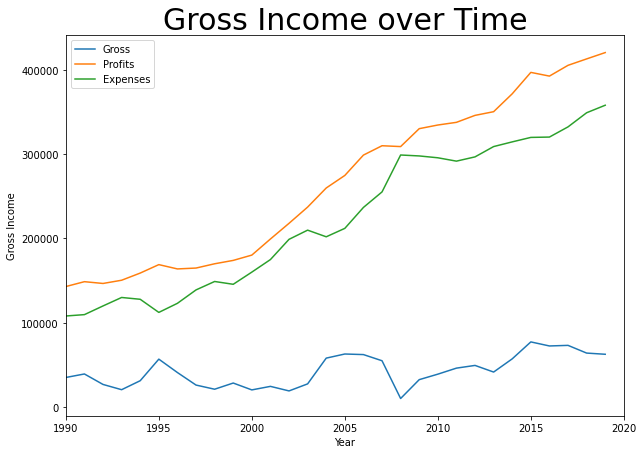 Gross Income over Time
Gross
Profits
Expenses
400000
300000
200000
100000
0
Gross Income
1990
1995
2000
2005
2010
2015
2020
Year